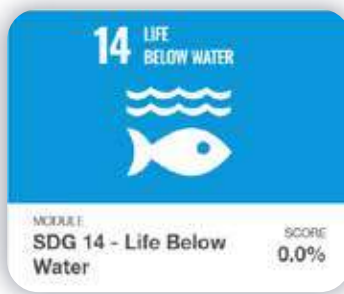 14 LIFE
BELOW WATER
MODULE
SDG 14 - Life Below
Water
SCORE
0.0%